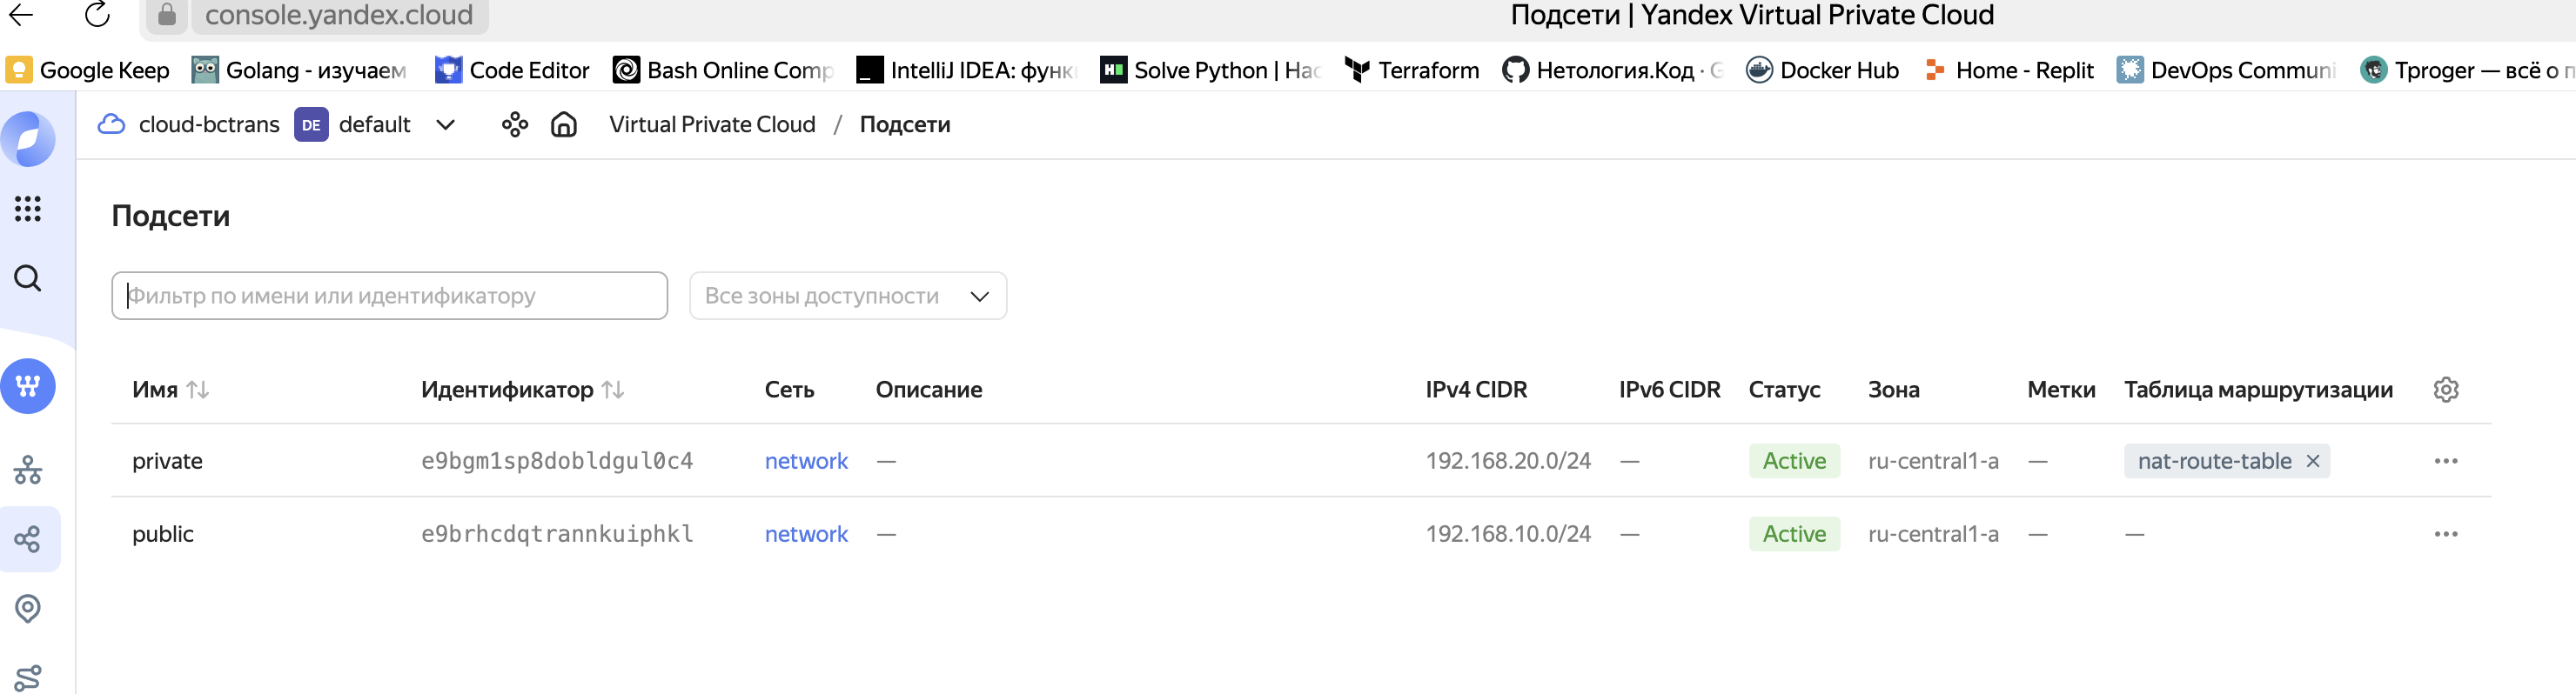 console.yandex.cloud Подсети | Yandex Virtual Private Cloud
Google Keep Golang - изучаем Code Editor Bash Online Comp IntelliJ IDEA: функ Solve Python | Hac Terraform Нетология.Код · G Docker Hub Home - Replit DevOps Communi Tproger — всё о п
cloud-bctrans DE default Virtual Private Cloud / Подсети
Подсети
Фильтр по имени или идентификатору Все зоны доступности
Имя Идентификатор Сеть Описание IPv4 CIDR IPv6 CIDR Статус Зона Метки Таблица маршрутизации
private e9bgm1sp8dobldgul0c4 network — 192.168.20.0/24 — Active ru-central1-a — nat-route-table ×
public e9brhcdqtrannkuiphkl network — 192.168.10.0/24 — Active ru-central1-a — —